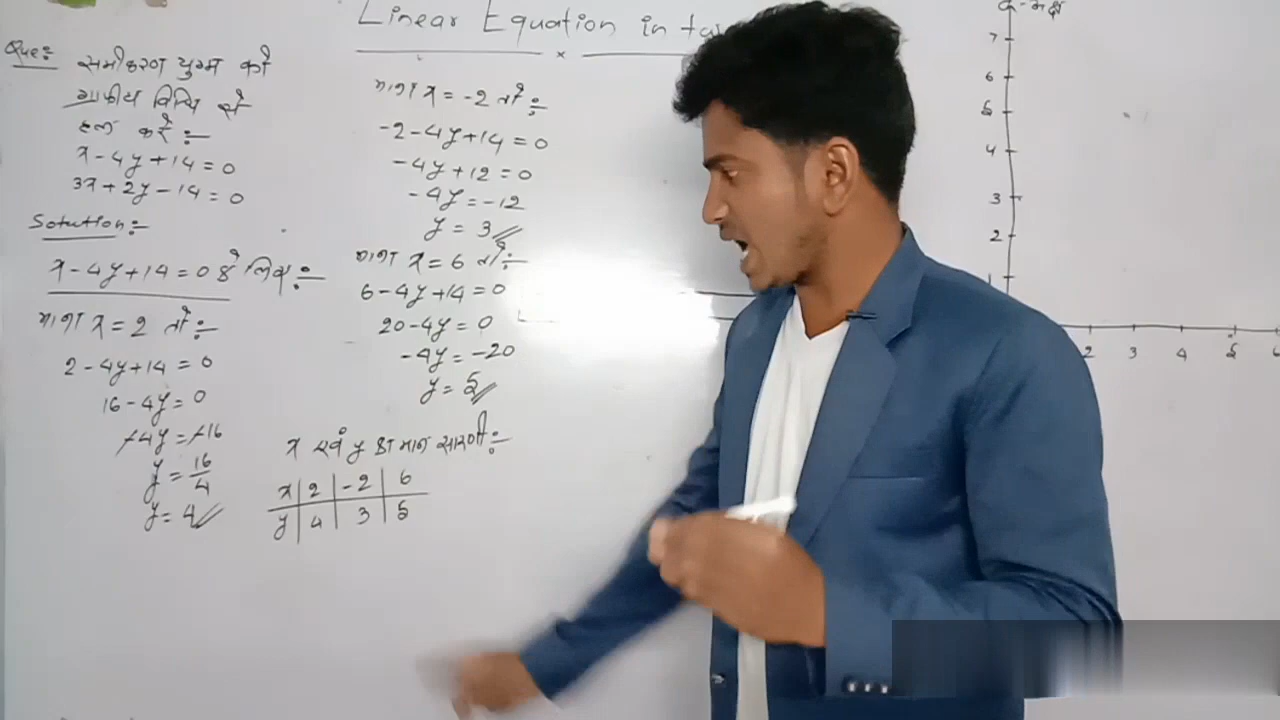 Linear Equation in
Que:-
समीकरण युग्म को
ग्राफीय विधि से
हल करें:-
x-4y+14=0
3x+2y-14=0
Solution:-
x-4y+14=0 के लिए:-
माना x=2 तो:-
2-4y+14=0
16-4y=0
-4y=-16
y=16/4
y=4
माना x=-2 तो:-
-2-4y+14=0
-4y+12=0
-4y=-12
y=3
माना x=6 तो:-
6-4y+14=0
20-4y=0
-4y=-20
y=5
x एवं y का मान सारणी:-
x 2 -2 6
y 4 3 5
7
6
5
4
3
2
1
2 3 4 5 6